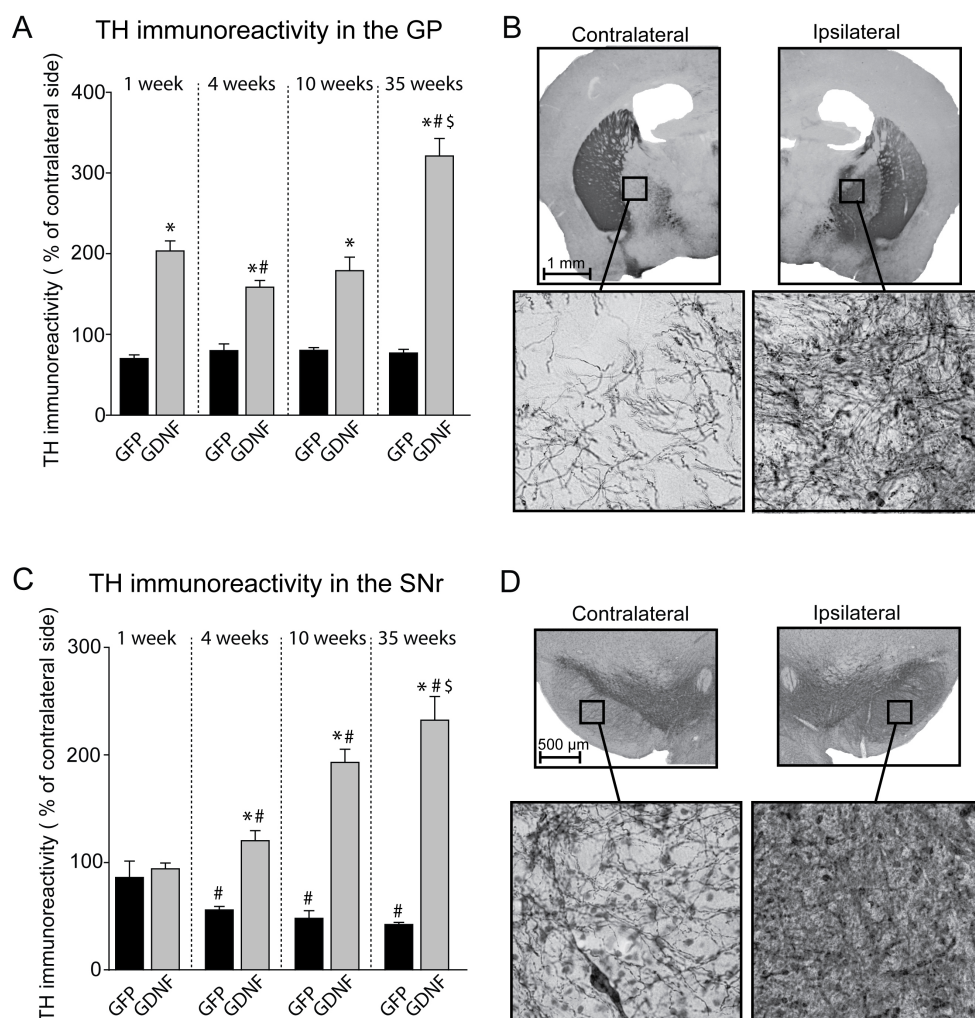 A
TH immunoreactivity in the GP
TH immunoreactivity ( % of contralateral side)
1 week
4 weeks
10 weeks
35 weeks
400
300
200
100
0
*
*#
*
*# $
GFP
GDNF
GFP
GDNF
GFP
GDNF
GFP
GDNF
B
Contralateral
Ipsilateral
1 mm
C
TH immunoreactivity in the SNr
TH immunoreactivity ( % of contralateral side)
1 week
4 weeks
10 weeks
35 weeks
300
200
100
0
#
*#
#
*#
#
*# $
GFP
GDNF
GFP
GDNF
GFP
GDNF
GFP
GDNF
D
Contralateral
Ipsilateral
500 µm